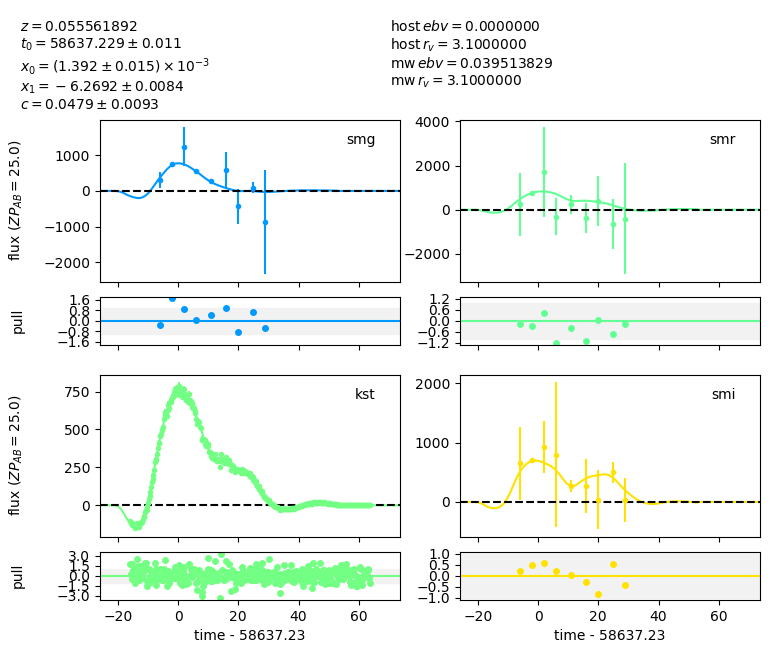 z = 0.055561892
t₀ = 58637.229 ± 0.011
x₀ = (1.392 ± 0.015) × 10⁻³
x₁ = −6.2692 ± 0.0084
c = 0.0479 ± 0.0093
host ebv = 0.0000000
host r_v = 3.1000000
mw ebv = 0.039513829
mw r_v = 3.1000000
smg
flux (ZP_AB = 25.0)
1000
0
−1000
−2000
smr
4000
2000
0
−2000
pull
1.6
0.8
0.0
−0.8
−1.6
1.2
0.6
0.0
−0.6
−1.2
kst
flux (ZP_AB = 25.0)
750
500
250
0
smi
2000
1000
0
pull
3.0
1.5
0.0
−1.5
−3.0
−20 0 20 40 60
time - 58637.23
1.0
0.5
0.0
−0.5
−1.0
−20 0 20 40 60
time - 58637.23